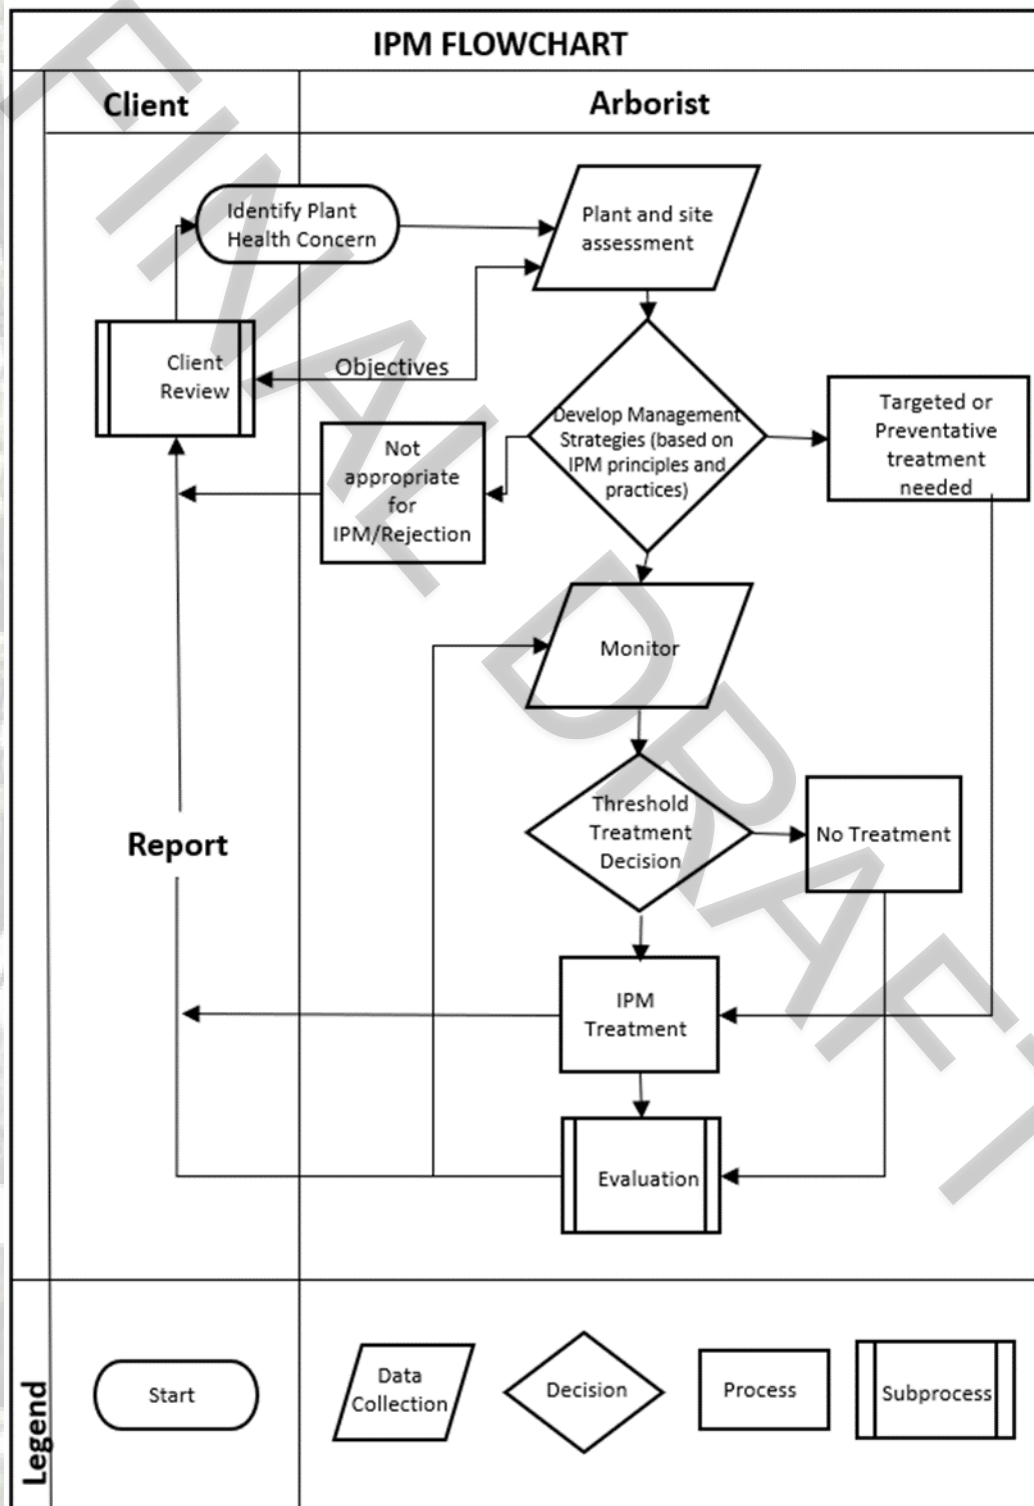 IPM FLOWCHART
Client
Arborist
Identify Plant
Health Concern
Plant and site
assessment
Client
Review
Objectives
Not
appropriate
for
IPM/Rejection
Develop Management
Strategies (based on
IPM principles and
practices)
Targeted or
Preventative
treatment
needed
Monitor
Threshold
Treatment
Decision
No Treatment
Report
IPM
Treatment
Evaluation
Legend
Start
Data
Collection
Decision
Process
Subprocess
FINAL DRAFT